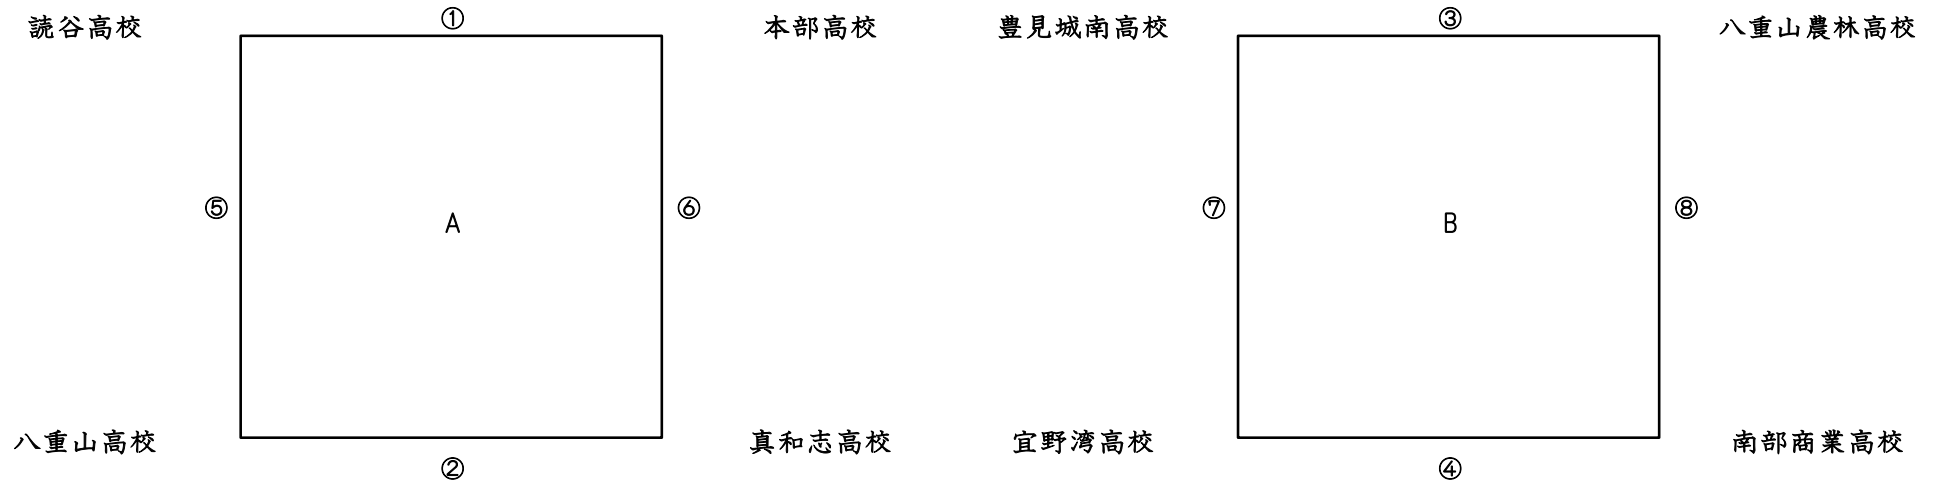 読谷高校 ① 本部高校 豊見城南高校 ③ 八重山農林高校
⑤ A ⑥ ⑦ B ⑧
八重山高校 ② 真和志高校 宜野湾高校 ④ 南部商業高校